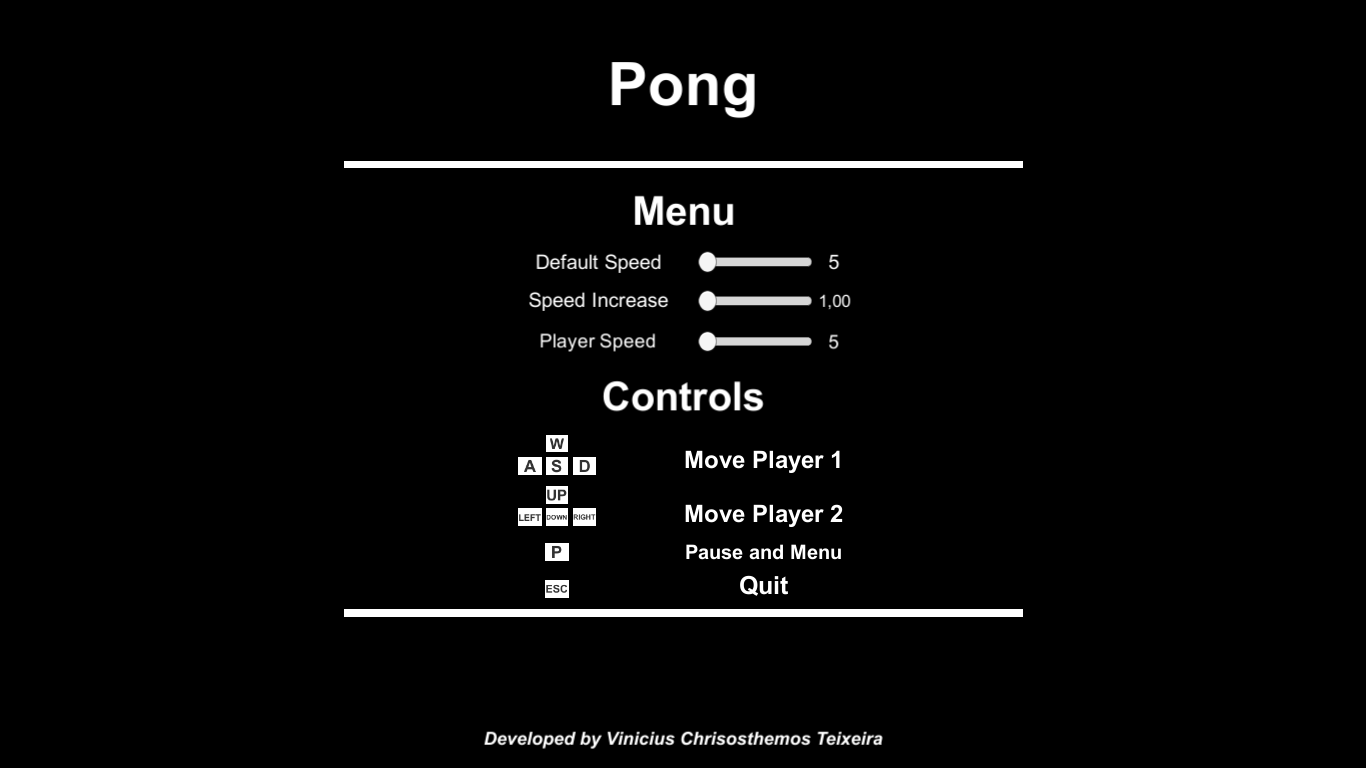 Pong
Menu
Default Speed 5
Speed Increase 1,00
Player Speed 5
Controls
W
A S D
Move Player 1
UP
LEFT DOWN RIGHT
Move Player 2
P Pause and Menu
ESC Quit
Developed by Vinicius Chrisosthemos Teixeira